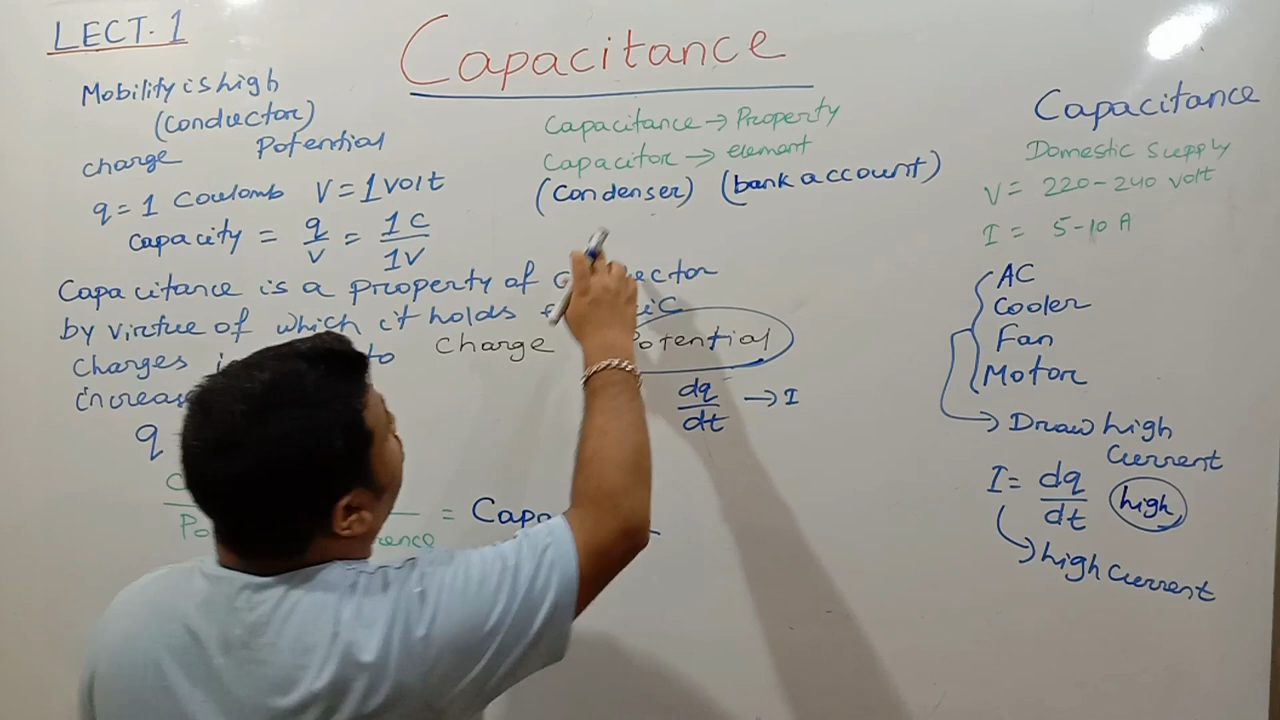 LECT. 1
Capacitance
Mobility is high
(conductor)
charge Potential
q = 1 Coulomb V = 1 volt
Capacity = q/v = 1C/1V
Capacitance → Property
Capacitor → element
(Condenser) (bank account)
Capacitance is a property of
by virtue of which it holds
charges to
q
charge Potential
dq/dt → I
= Capa
Capacitance
Domestic Supply
V = 220-240 volt
I = 5-10 A
AC
Cooler
Fan
Motor
→ Draw high
Current
I = dq/dt high
→ high Current